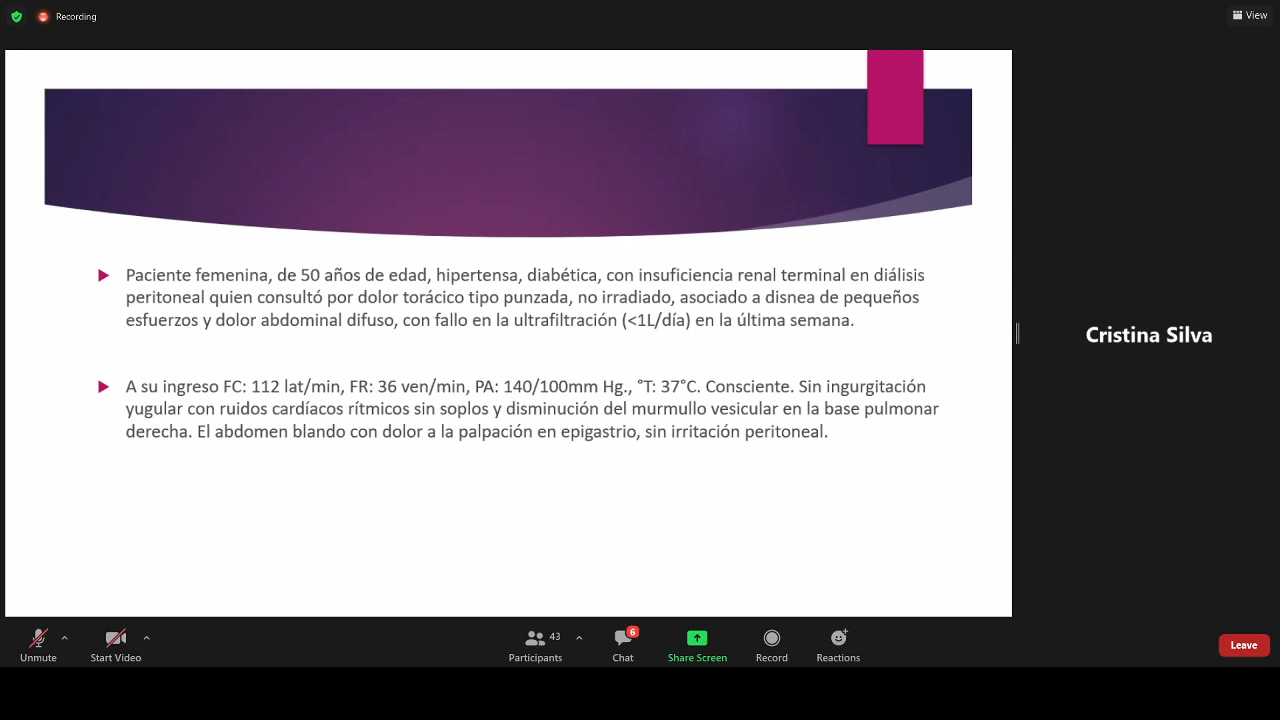 Recording
View
Paciente femenina, de 50 años de edad, hipertensa, diabética, con insuficiencia renal terminal en diálisis
peritoneal quien consultó por dolor torácico tipo punzada, no irradiado, asociado a disnea de pequeños
esfuerzos y dolor abdominal difuso, con fallo en la ultrafiltración (<1L/día) en la última semana.
Cristina Silva
A su ingreso FC: 112 lat/min, FR: 36 ven/min, PA: 140/100mm Hg., °T: 37°C. Consciente. Sin ingurgitación
yugular con ruidos cardíacos rítmicos sin soplos y disminución del murmullo vesicular en la base pulmonar
derecha. El abdomen blando con dolor a la palpación en epigastrio, sin irritación peritoneal.
43
6
Unmute
Start Video
Participants
Chat
Share Screen
Record
Reactions
Leave